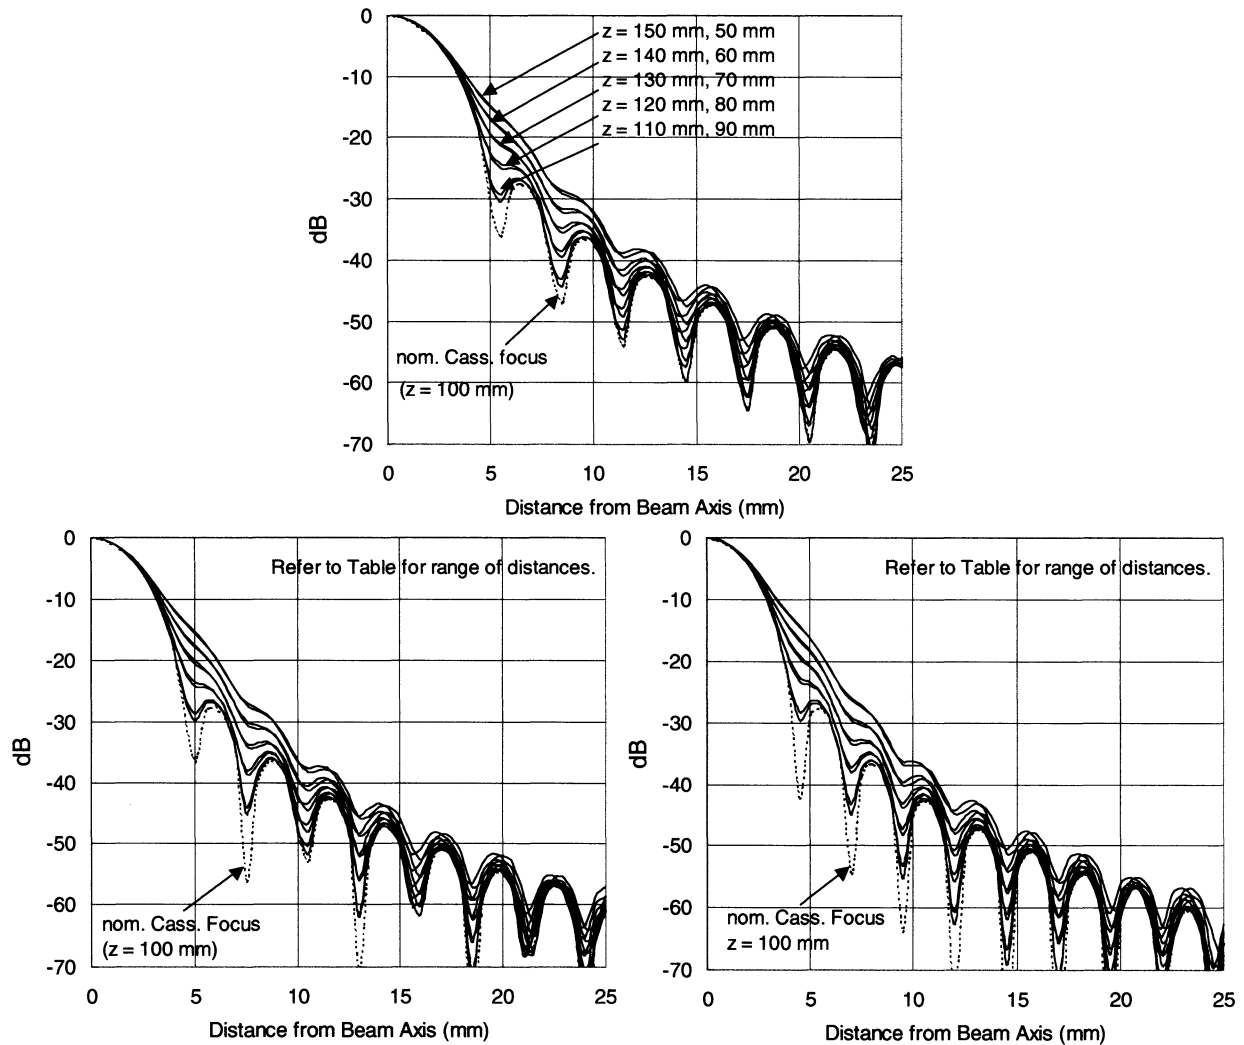 0
-10
-20
-30
-40
-50
-60
-70
dB
z = 150 mm, 50 mm
z = 140 mm, 60 mm
z = 130 mm, 70 mm
z = 120 mm, 80 mm
z = 110 mm, 90 mm
nom. Cass. focus
(z = 100 mm)
0 5 10 15 20 25
Distance from Beam Axis (mm)
0
-10
-20
-30
-40
-50
-60
-70
dB
Refer to Table for range of distances.
nom. Cass. Focus
(z = 100 mm)
0 5 10 15 20 25
Distance from Beam Axis (mm)
0
-10
-20
-30
-40
-50
-60
-70
dB
Refer to Table for range of distances.
nom. Cass. Focus
z = 100 mm
0 5 10 15 20 25
Distance from Beam Axis (mm)